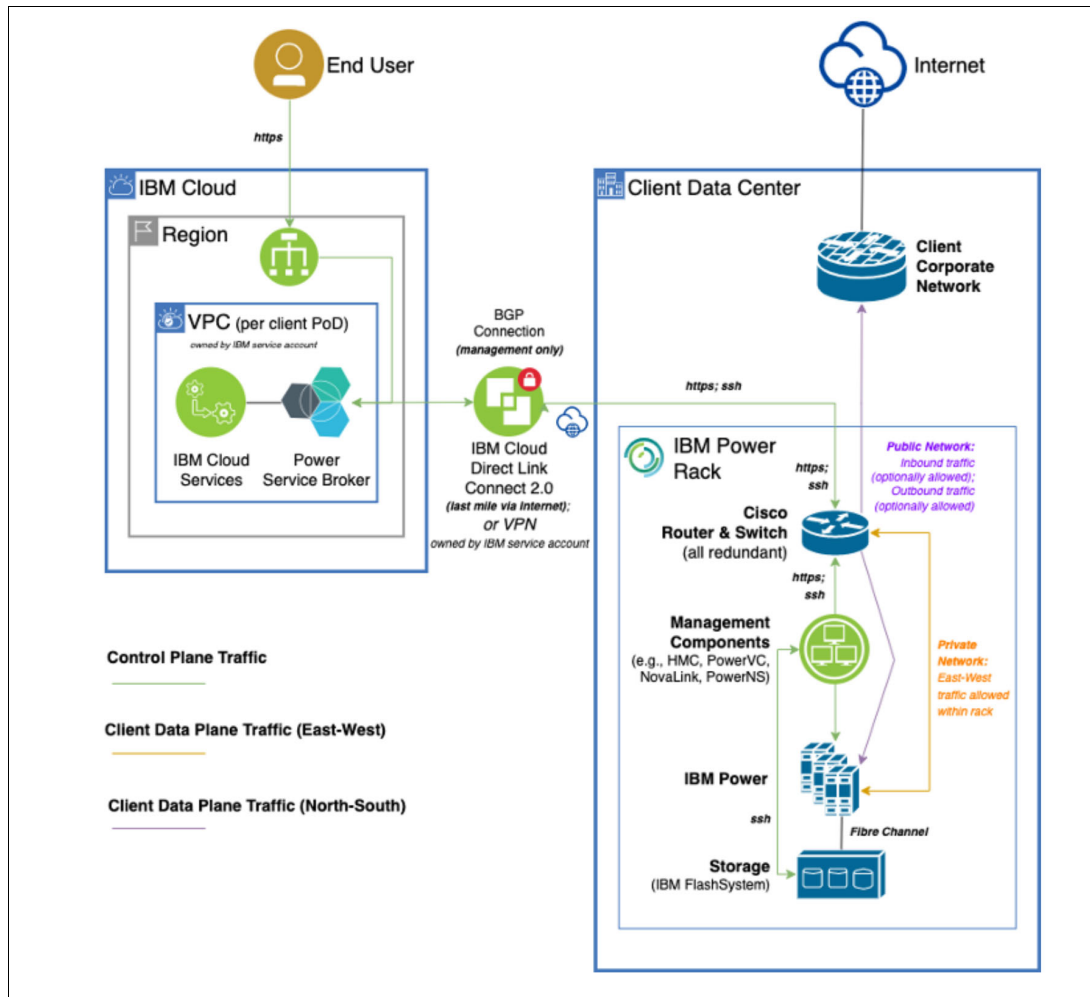 End User
Internet
https
IBM Cloud
Client Data Center
Region
Client
Corporate
Network
VPC (per client PoD)
owned by IBM service account
BGP
Connection
(management only)
https; ssh
IBM Cloud
Services
Power
Service Broker
IBM Cloud
Direct Link
Connect 2.0
(last mile via Internet);
or VPN
owned by IBM service account
IBM Power
Rack
Public Network:
Inbound traffic
(optionally allowed);
Outbound traffic
(optionally allowed)
https;
ssh
Cisco
Router & Switch
(all redundant)
https;
ssh
Management
Components
(e.g., HMC, PowerVC,
NovaLink, PowerNS)
Private
Network:
East-West
traffic allowed
within rack
IBM Power
ssh
Fibre Channel
Storage
(IBM FlashSystem)
Control Plane Traffic
Client Data Plane Traffic (East-West)
Client Data Plane Traffic (North-South)